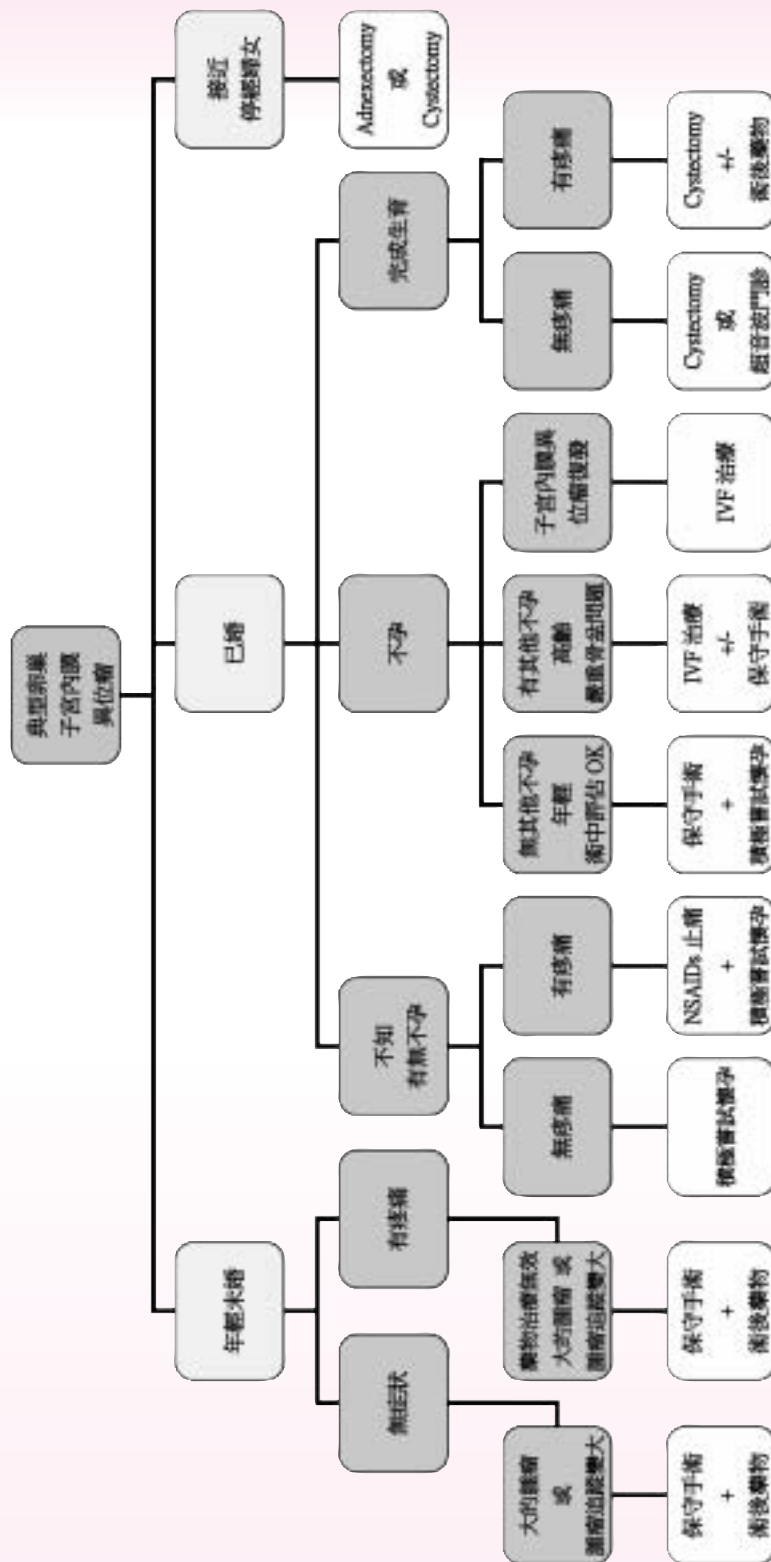 典型卵巢
子宮內膜
異位瘤
年輕未婚
已婚
接近
停經婦女
無症狀
有疼痛
不知
有無不孕
不孕
完成生育
Adnexectomy
或
Cystectomy
大的腫瘤
或
腫瘤追蹤變大
藥物治療無效
大的腫瘤 或
腫瘤追蹤變大
無疼痛
有疼痛
無其他不孕
年輕
術中評估 OK
有其他不孕
高齡
嚴重骨盆問題
子宮內膜異
位瘤復發
無疼痛
有疼痛
保守手術
+
術後藥物
保守手術
+
術後藥物
積極嘗試懷孕
NSAIDs 止痛
+
積極嘗試懷孕
保守手術
+
積極嘗試懷孕
IVF 治療
+/-
保守手術
IVF 治療
Cystectomy
或
超音波門診
Cystectomy
+/-
術後藥物